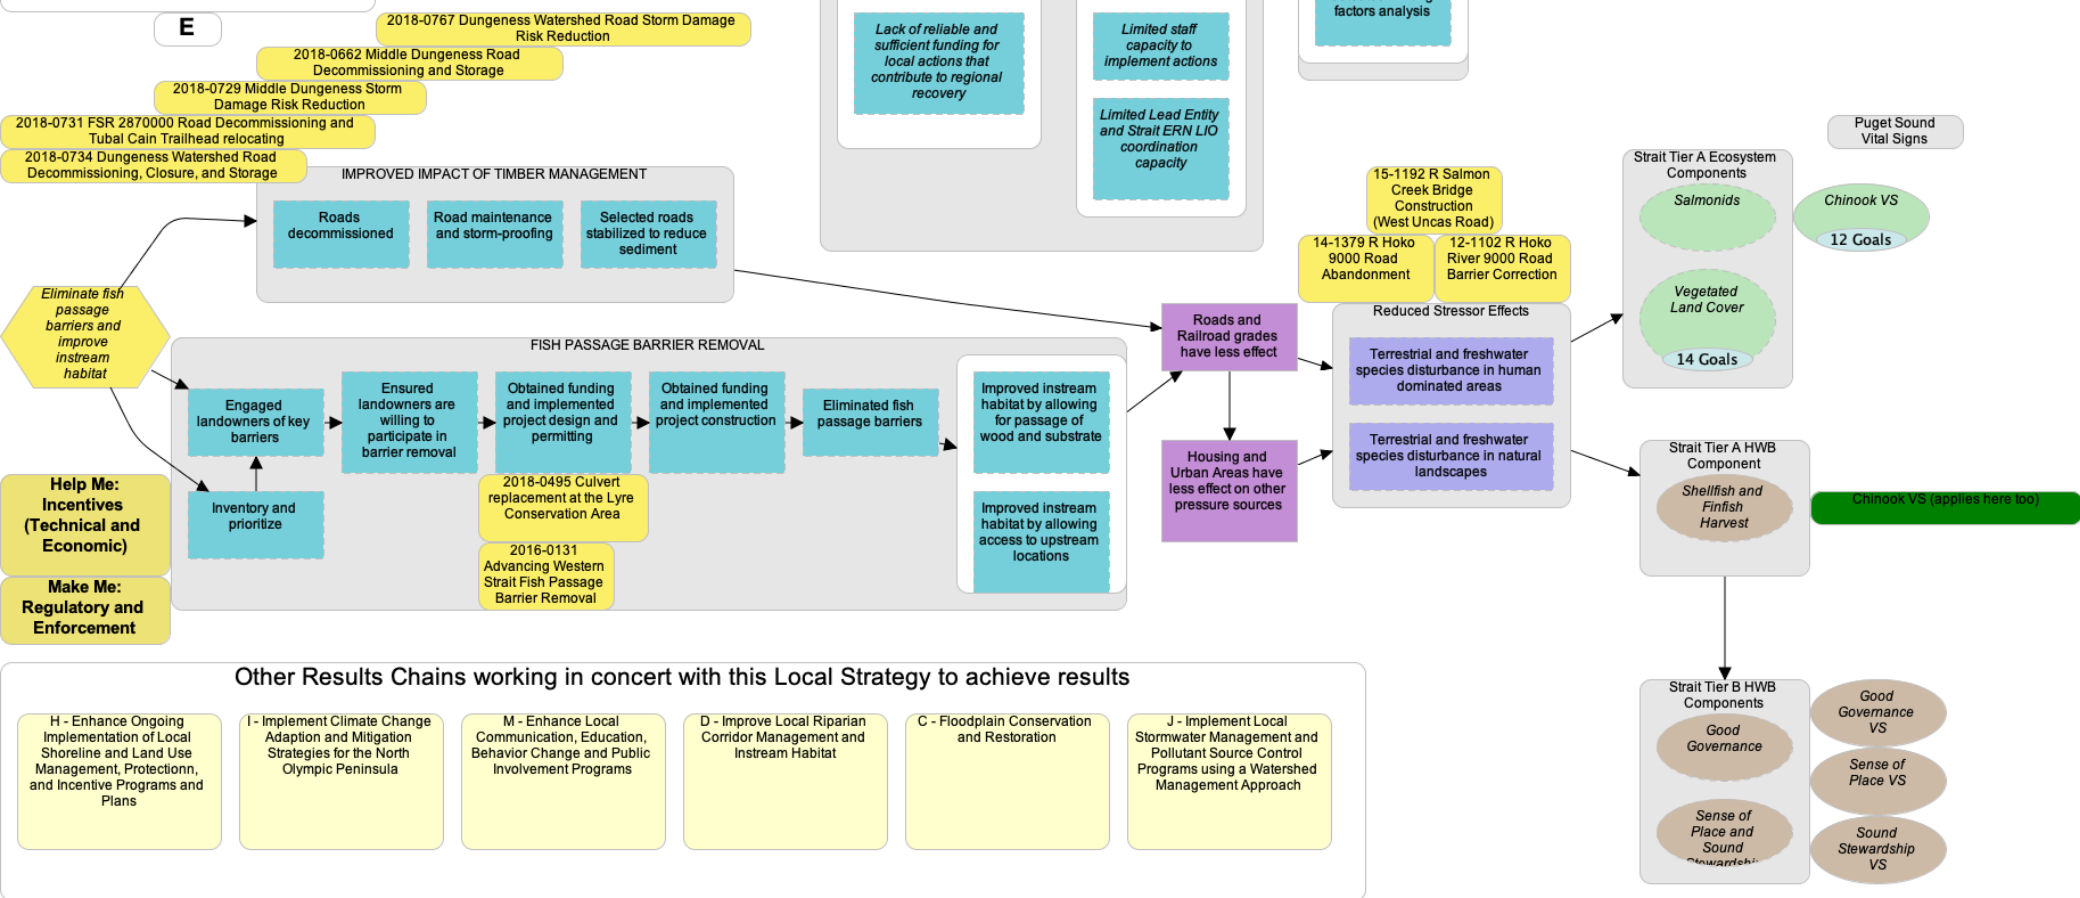 E
2018-0767 Dungeness Watershed Road Storm Damage
Risk Reduction
2018-0662 Middle Dungeness Road
Decommissioning and Storage
2018-0729 Middle Dungeness Storm
Damage Risk Reduction
2018-0731 FSR 2870000 Road Decommissioning and
Tubal Cain Trailhead relocating
2018-0734 Dungeness Watershed Road
Decommissioning, Closure, and Storage
Lack of reliable and
sufficient funding for
local actions that
contribute to regional
recovery
Limited staff
capacity to
implement actions
Limited Lead Entity
and Strait ERN LIO
coordination
capacity
factors analysis
Puget Sound
Vital Signs
IMPROVED IMPACT OF TIMBER MANAGEMENT
Roads
decommissioned
Road maintenance
and storm-proofing
Selected roads
stabilized to reduce
sediment
Eliminate fish
passage
barriers and
improve
instream
habitat
FISH PASSAGE BARRIER REMOVAL
Engaged
landowners of key
barriers
Ensured
landowners are
willing to
participate in
barrier removal
Obtained funding
and implemented
project design and
permitting
Obtained funding
and implemented
project construction
Eliminated fish
passage barriers
Improved instream
habitat by allowing
for passage of
wood and substrate
Improved instream
habitat by allowing
access to upstream
locations
Inventory and
prioritize
2018-0495 Culvert
replacement at the Lyre
Conservation Area
2016-0131
Advancing Western
Strait Fish Passage
Barrier Removal
Help Me:
Incentives
(Technical and
Economic)
Make Me:
Regulatory and
Enforcement
Roads and
Railroad grades
have less effect
Housing and
Urban Areas have
less effect on other
pressure sources
15-1192 R Salmon
Creek Bridge
Construction
(West Uncas Road)
14-1379 R Hoko
9000 Road
Abandonment
12-1102 R Hoko
River 9000 Road
Barrier Correction
Reduced Stressor Effects
Terrestrial and freshwater
species disturbance in human
dominated areas
Terrestrial and freshwater
species disturbance in natural
landscapes
Strait Tier A Ecosystem
Components
Salmonids
Vegetated
Land Cover
14 Goals
Chinook VS
12 Goals
Strait Tier A HWB
Component
Shellfish and
Finfish
Harvest
Chinook VS (applies here too)
Strait Tier B HWB
Components
Good
Governance
Sense of
Place and
Sound
Stewardship
Good
Governance
VS
Sense of
Place VS
Sound
Stewardship
VS
Other Results Chains working in concert with this Local Strategy to achieve results
H - Enhance Ongoing
Implementation of Local
Shoreline and Land Use
Management, Protectionn,
and Incentive Programs and
Plans
I - Implement Climate Change
Adaption and Mitigation
Strategies for the North
Olympic Peninsula
M - Enhance Local
Communication, Education,
Behavior Change and Public
Involvement Programs
D - Improve Local Riparian
Corridor Management and
Instream Habitat
C - Floodplain Conservation
and Restoration
J - Implement Local
Stormwater Management and
Pollutant Source Control
Programs using a Watershed
Management Approach